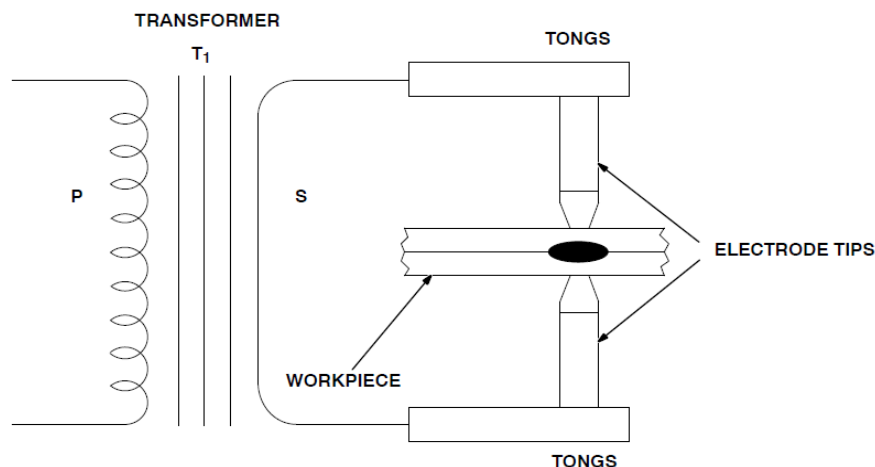 TRANSFORMER
T₁
TONGS
P
S
ELECTRODE TIPS
WORKPIECE
TONGS